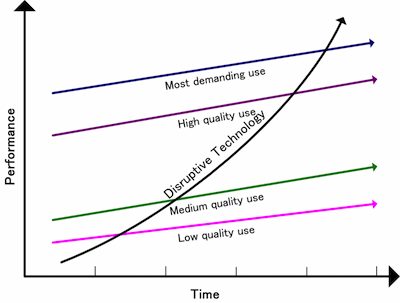 Most demanding use
High quality use
Disruptive Technology
Medium quality use
Low quality use
Performance
Time